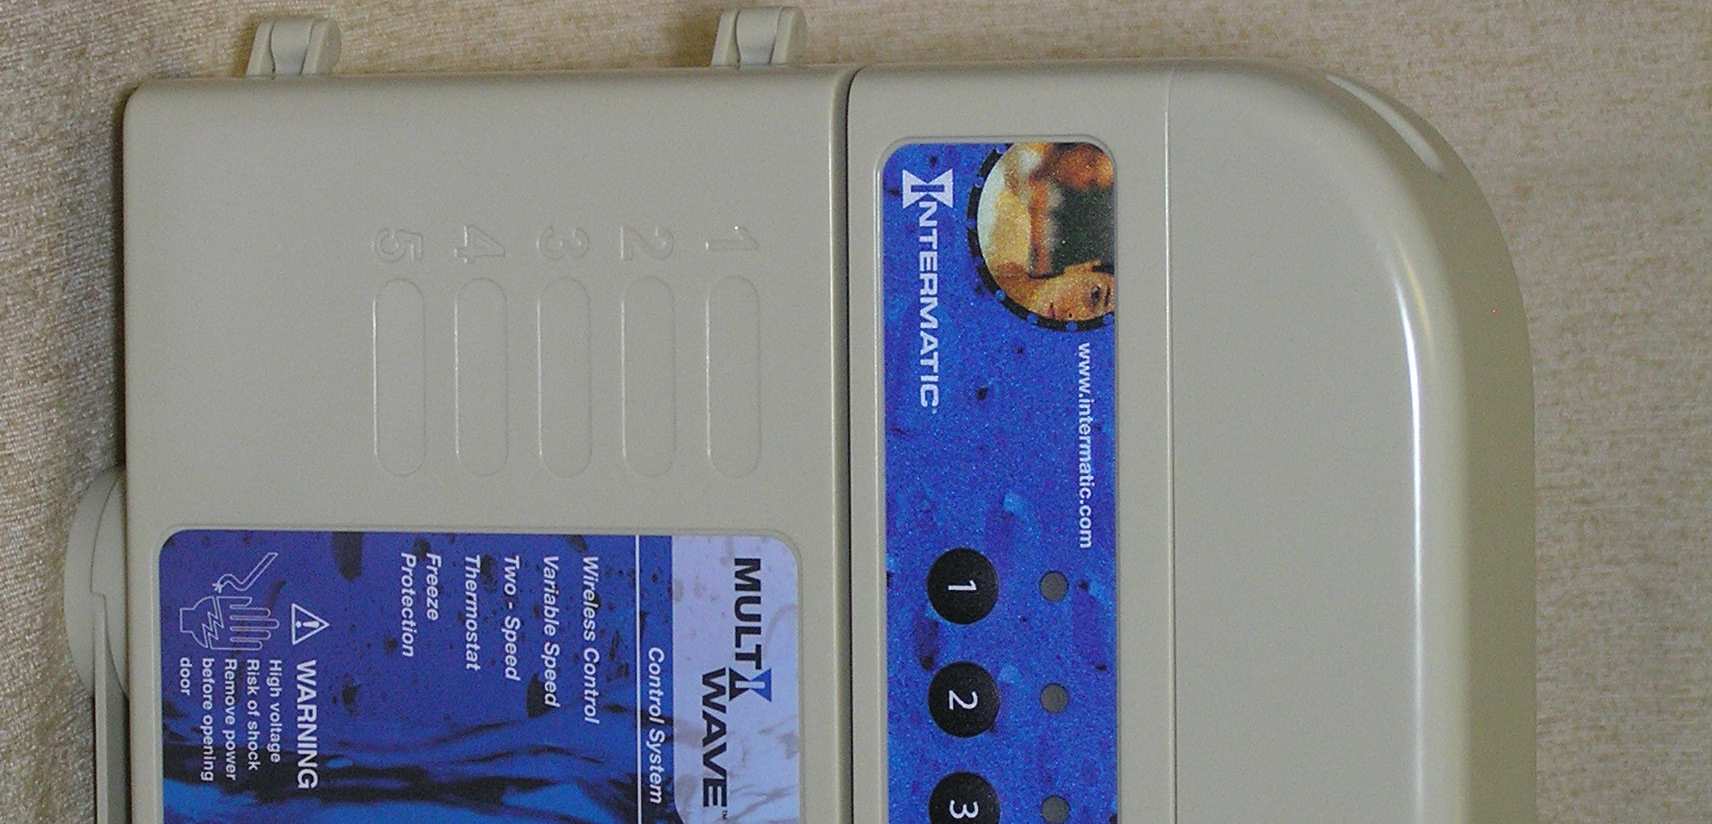 INTERMATIC
www.intermatic.com
1
2
3
1
2
3
4
5
MULTI
WAVE™
Control System
Wireless Control
Variable Speed
Two - Speed
Thermostat
Freeze
Protection
WARNING
High voltage
Risk of shock
Remove power
before opening
door